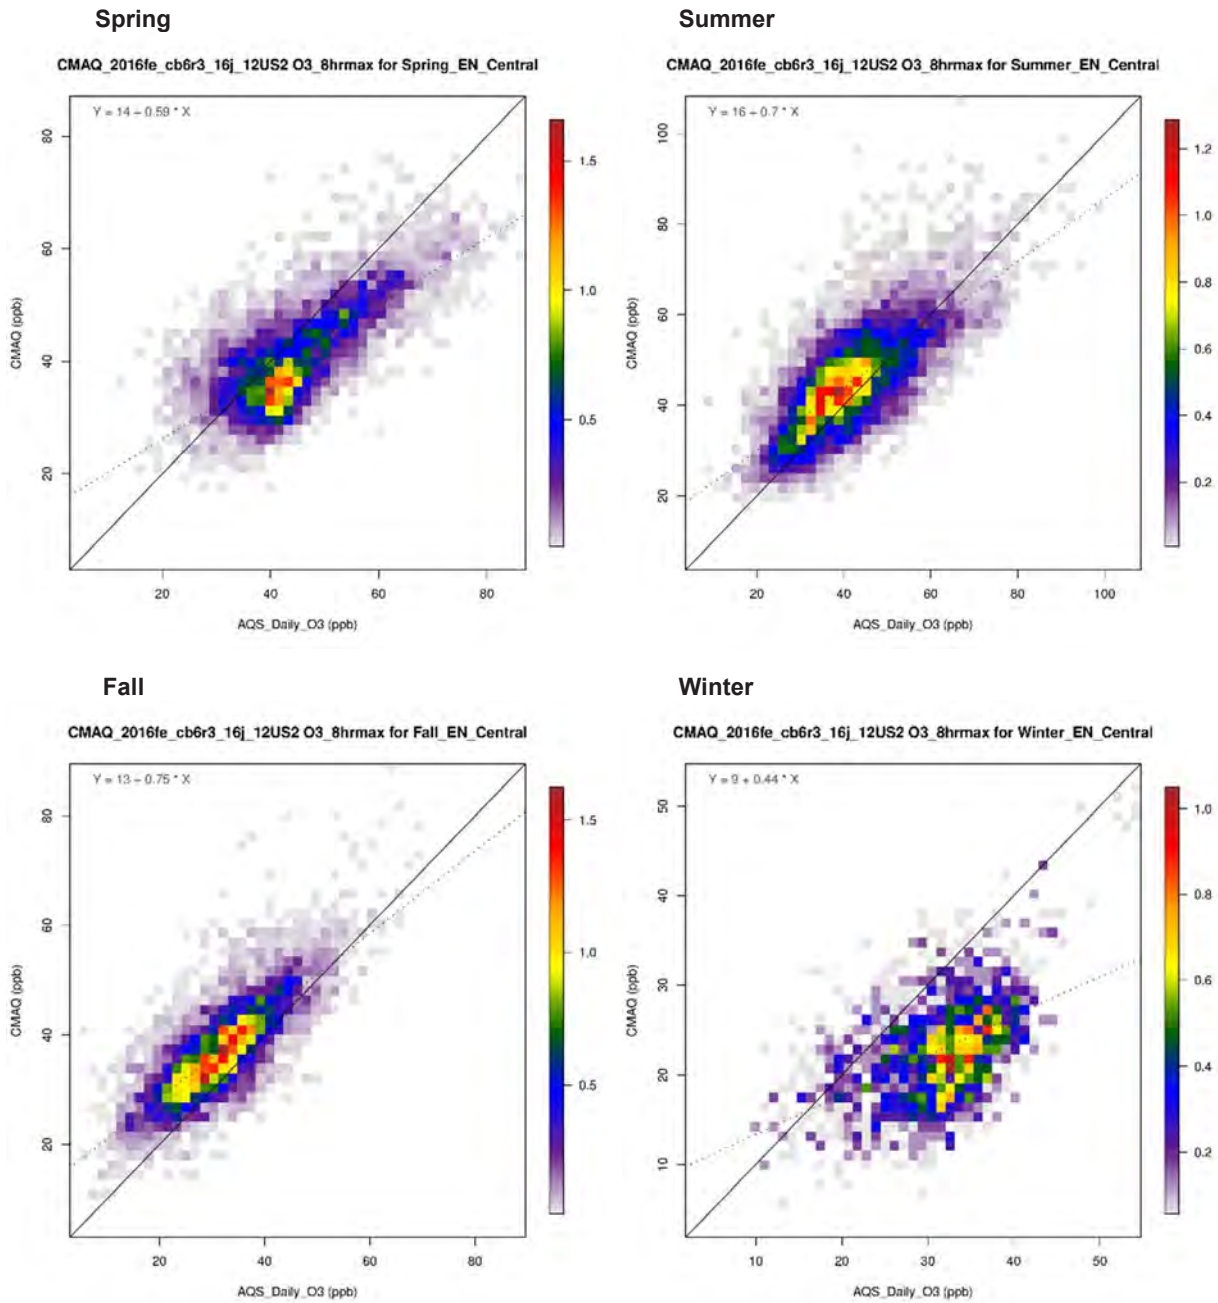 Spring
Summer
CMAQ_2016fe_cb6r3_16j_12US2 O3_8hrmax for Spring_EN_Central
CMAQ_2016fe_cb6r3_16j_12US2 O3_8hrmax for Summer_EN_Central
Y = 14 + 0.59 * X
Y = 16 + 0.7 * X
CMAQ (ppb)
80
60
40
20
20 40 60 80
AQS_Daily_O3 (ppb)
1.5
1.0
0.5
CMAQ (ppb)
100
80
60
40
20
20 40 60 80 100
AQS_Daily_O3 (ppb)
1.2
1.0
0.8
0.6
0.4
0.2
Fall
Winter
CMAQ_2016fe_cb6r3_16j_12US2 O3_8hrmax for Fall_EN_Central
CMAQ_2016fe_cb6r3_16j_12US2 O3_8hrmax for Winter_EN_Central
Y = 13 + 0.75 * X
Y = 9 + 0.44 * X
CMAQ (ppb)
80
60
40
20
20 40 60 80
AQS_Daily_O3 (ppb)
1.5
1.0
0.5
CMAQ (ppb)
50
40
30
20
10
10 20 30 40 50
AQS_Daily_O3 (ppb)
1.0
0.8
0.6
0.4
0.2